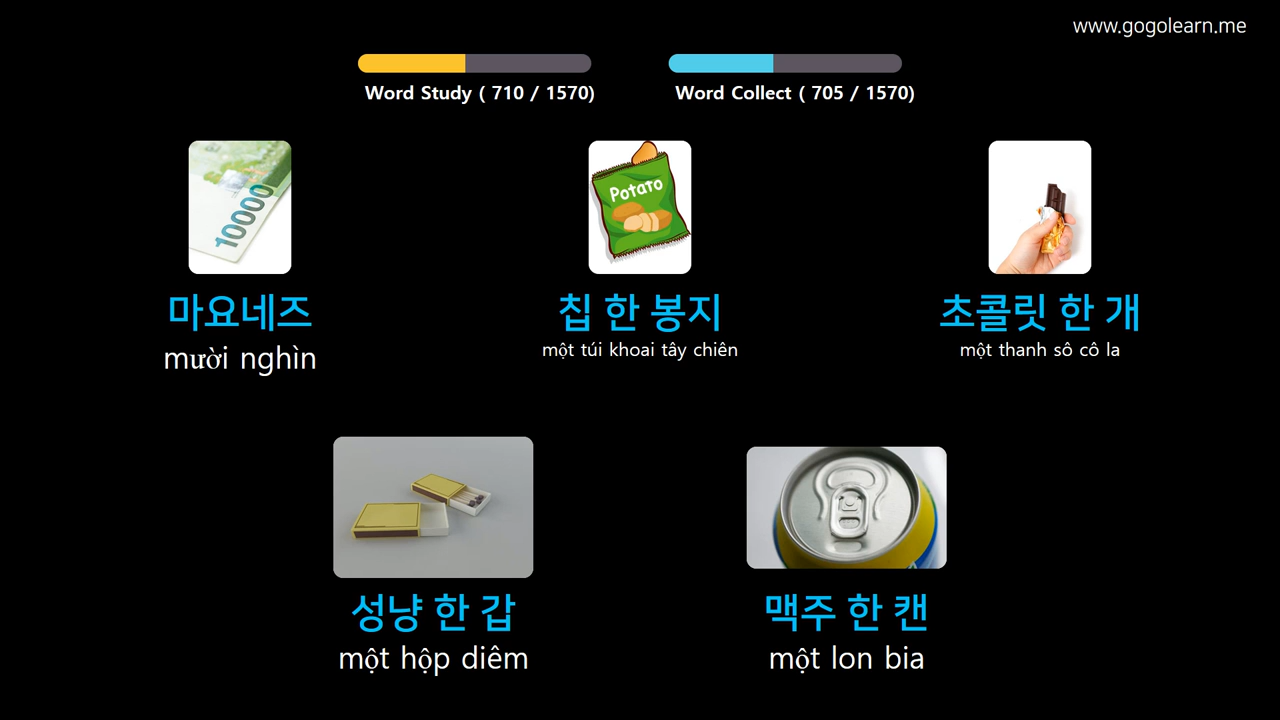 www.gogolearn.me
Word Study ( 710 / 1570)
Word Collect ( 705 / 1570)
10000
Potato
마요네즈
mười nghìn
칩 한 봉지
một túi khoai tây chiên
초콜릿 한 개
một thanh sô cô la
성냥 한 갑
một hộp diêm
맥주 한 캔
một lon bia